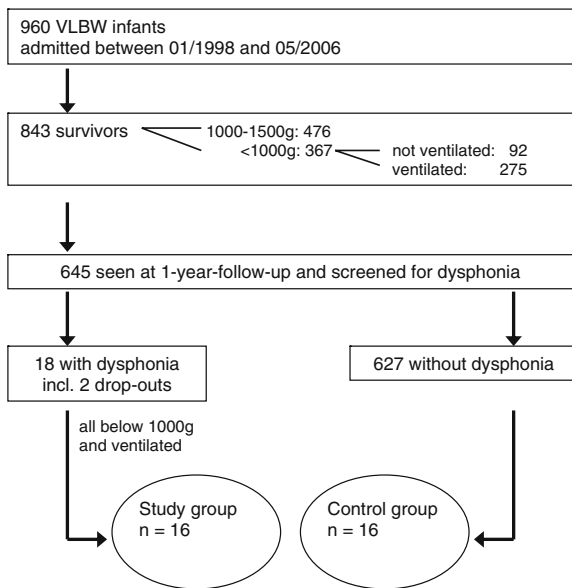 960 VLBW infants
admitted between 01/1998 and 05/2006
843 survivors
1000-1500g: 476
<1000g: 367
not ventilated: 92
ventilated: 275
645 seen at 1-year-follow-up and screened for dysphonia
18 with dysphonia
incl. 2 drop-outs
627 without dysphonia
all below 1000g
and ventilated
Study group
n = 16
Control group
n = 16